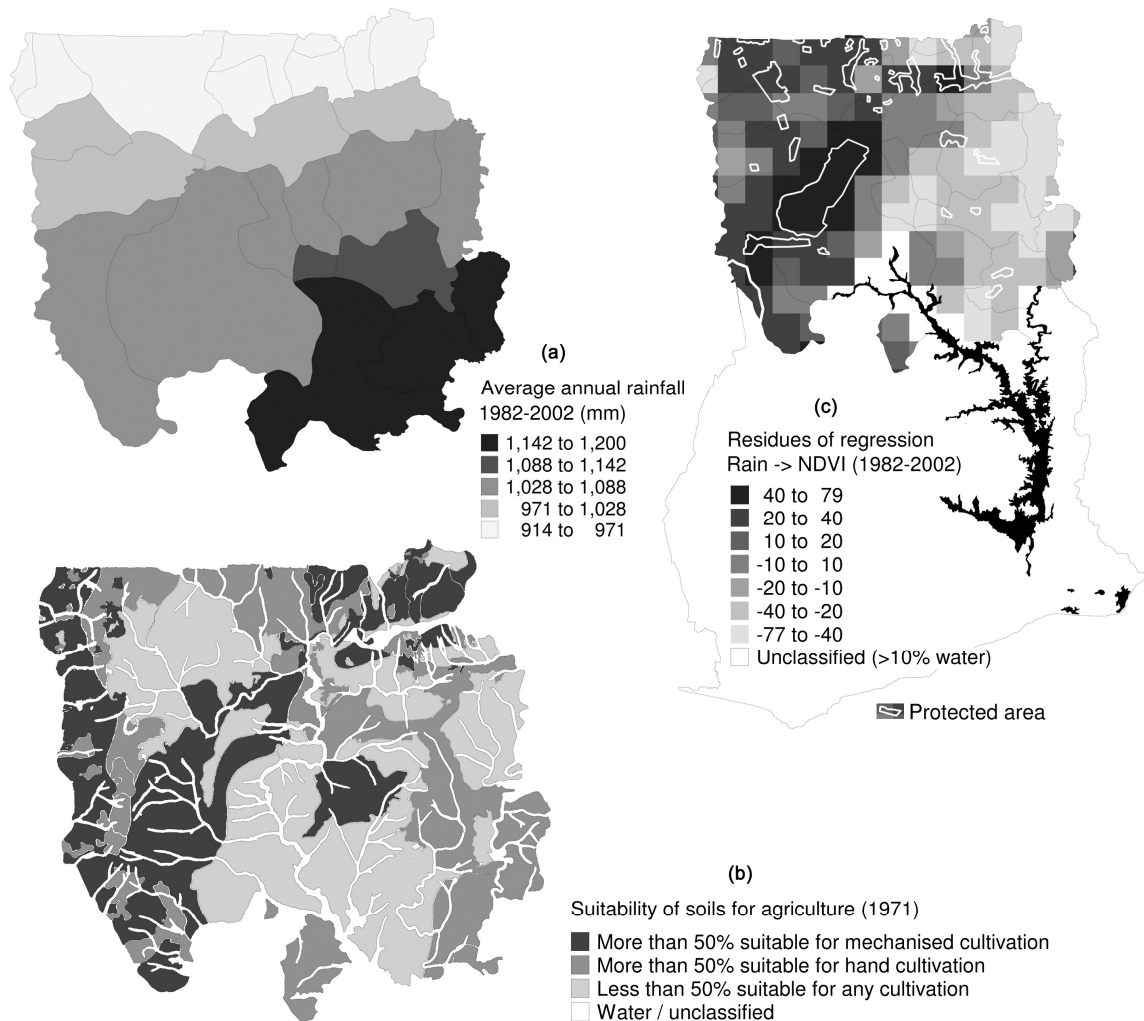 (a)
Average annual rainfall
1982-2002 (mm)
1,142 to 1,200
1,088 to 1,142
1,028 to 1,088
971 to 1,028
914 to 971
(c)
Residues of regression
Rain -> NDVI (1982-2002)
40 to 79
20 to 40
10 to 20
-10 to 10
-20 to -10
-40 to -20
-77 to -40
Unclassified (>10% water)
Protected area
(b)
Suitability of soils for agriculture (1971)
More than 50% suitable for mechanised cultivation
More than 50% suitable for hand cultivation
Less than 50% suitable for any cultivation
Water / unclassified